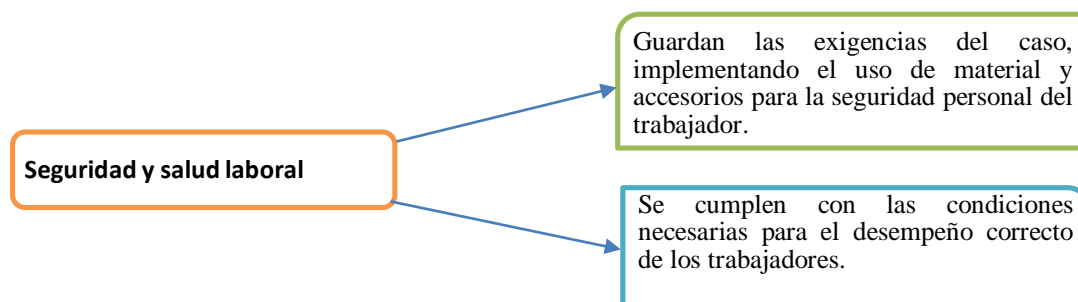 Seguridad y salud laboral
Guardan las exigencias del caso,
implementando el uso de material y
accesorios para la seguridad personal del
trabajador.
Se cumplen con las condiciones
necesarias para el desempeño correcto
de los trabajadores.